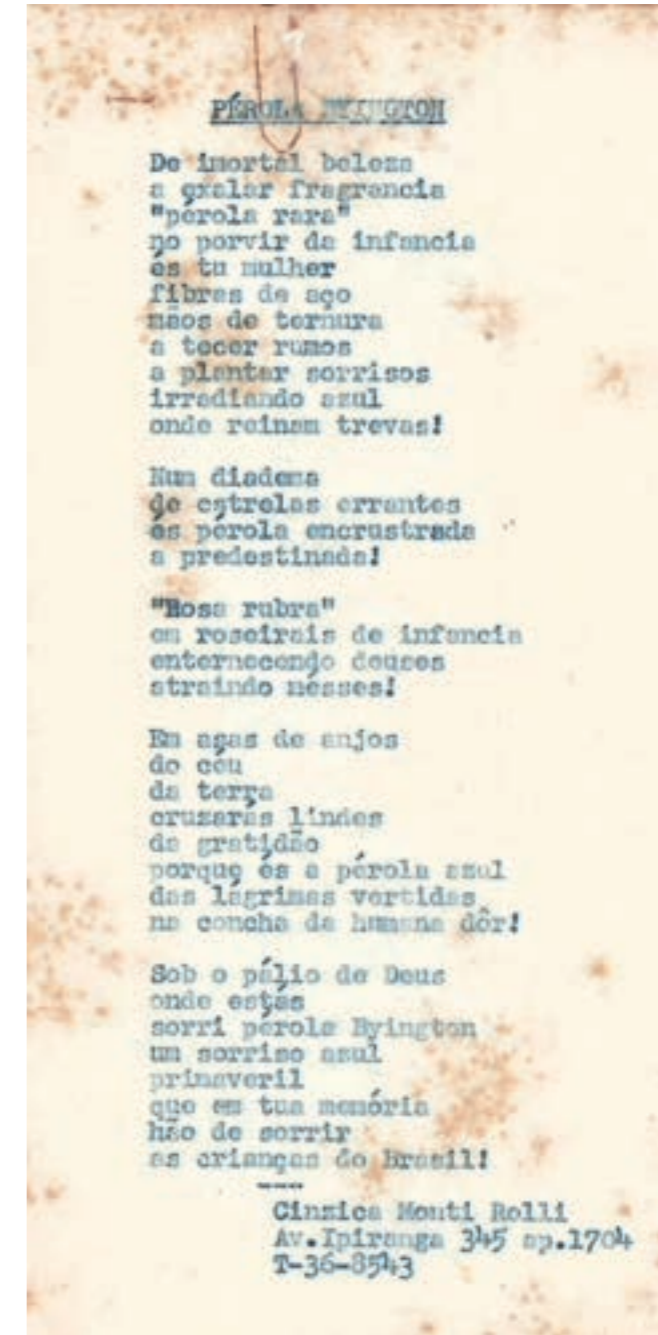 PÉROLA BYINGTON
De imortal beleza
a exalar fragrancia
"pérola rara"
no porvir da infancia
és tu mulher
fibras de aço
mãos de ternura
a tecer rumos
a plantar sorrisos
irradiando azul
onde reinam trevas!
Num diadema
de estrelas errantes
és pérola encrustrada
a predestinada!
"Rosa rubra"
em roseirais de infancia
enternecendo deuses
atraindo mésses!
Em asas de anjos
do céu
da terra
cruzarás lindes
da gratidão
porque és a pérola azul
das lágrimas vertidas
na concha da humana dôr!
Sob o pálio de Deus
onde estás
sorri pérola Byington
um sorriso azul
primaveril
que em tua memória
hão de sorrir
as crianças do Brasil!
Cinzica Monti Rolli
Av.Ipiranga 345 ap.1704
T-36-8543